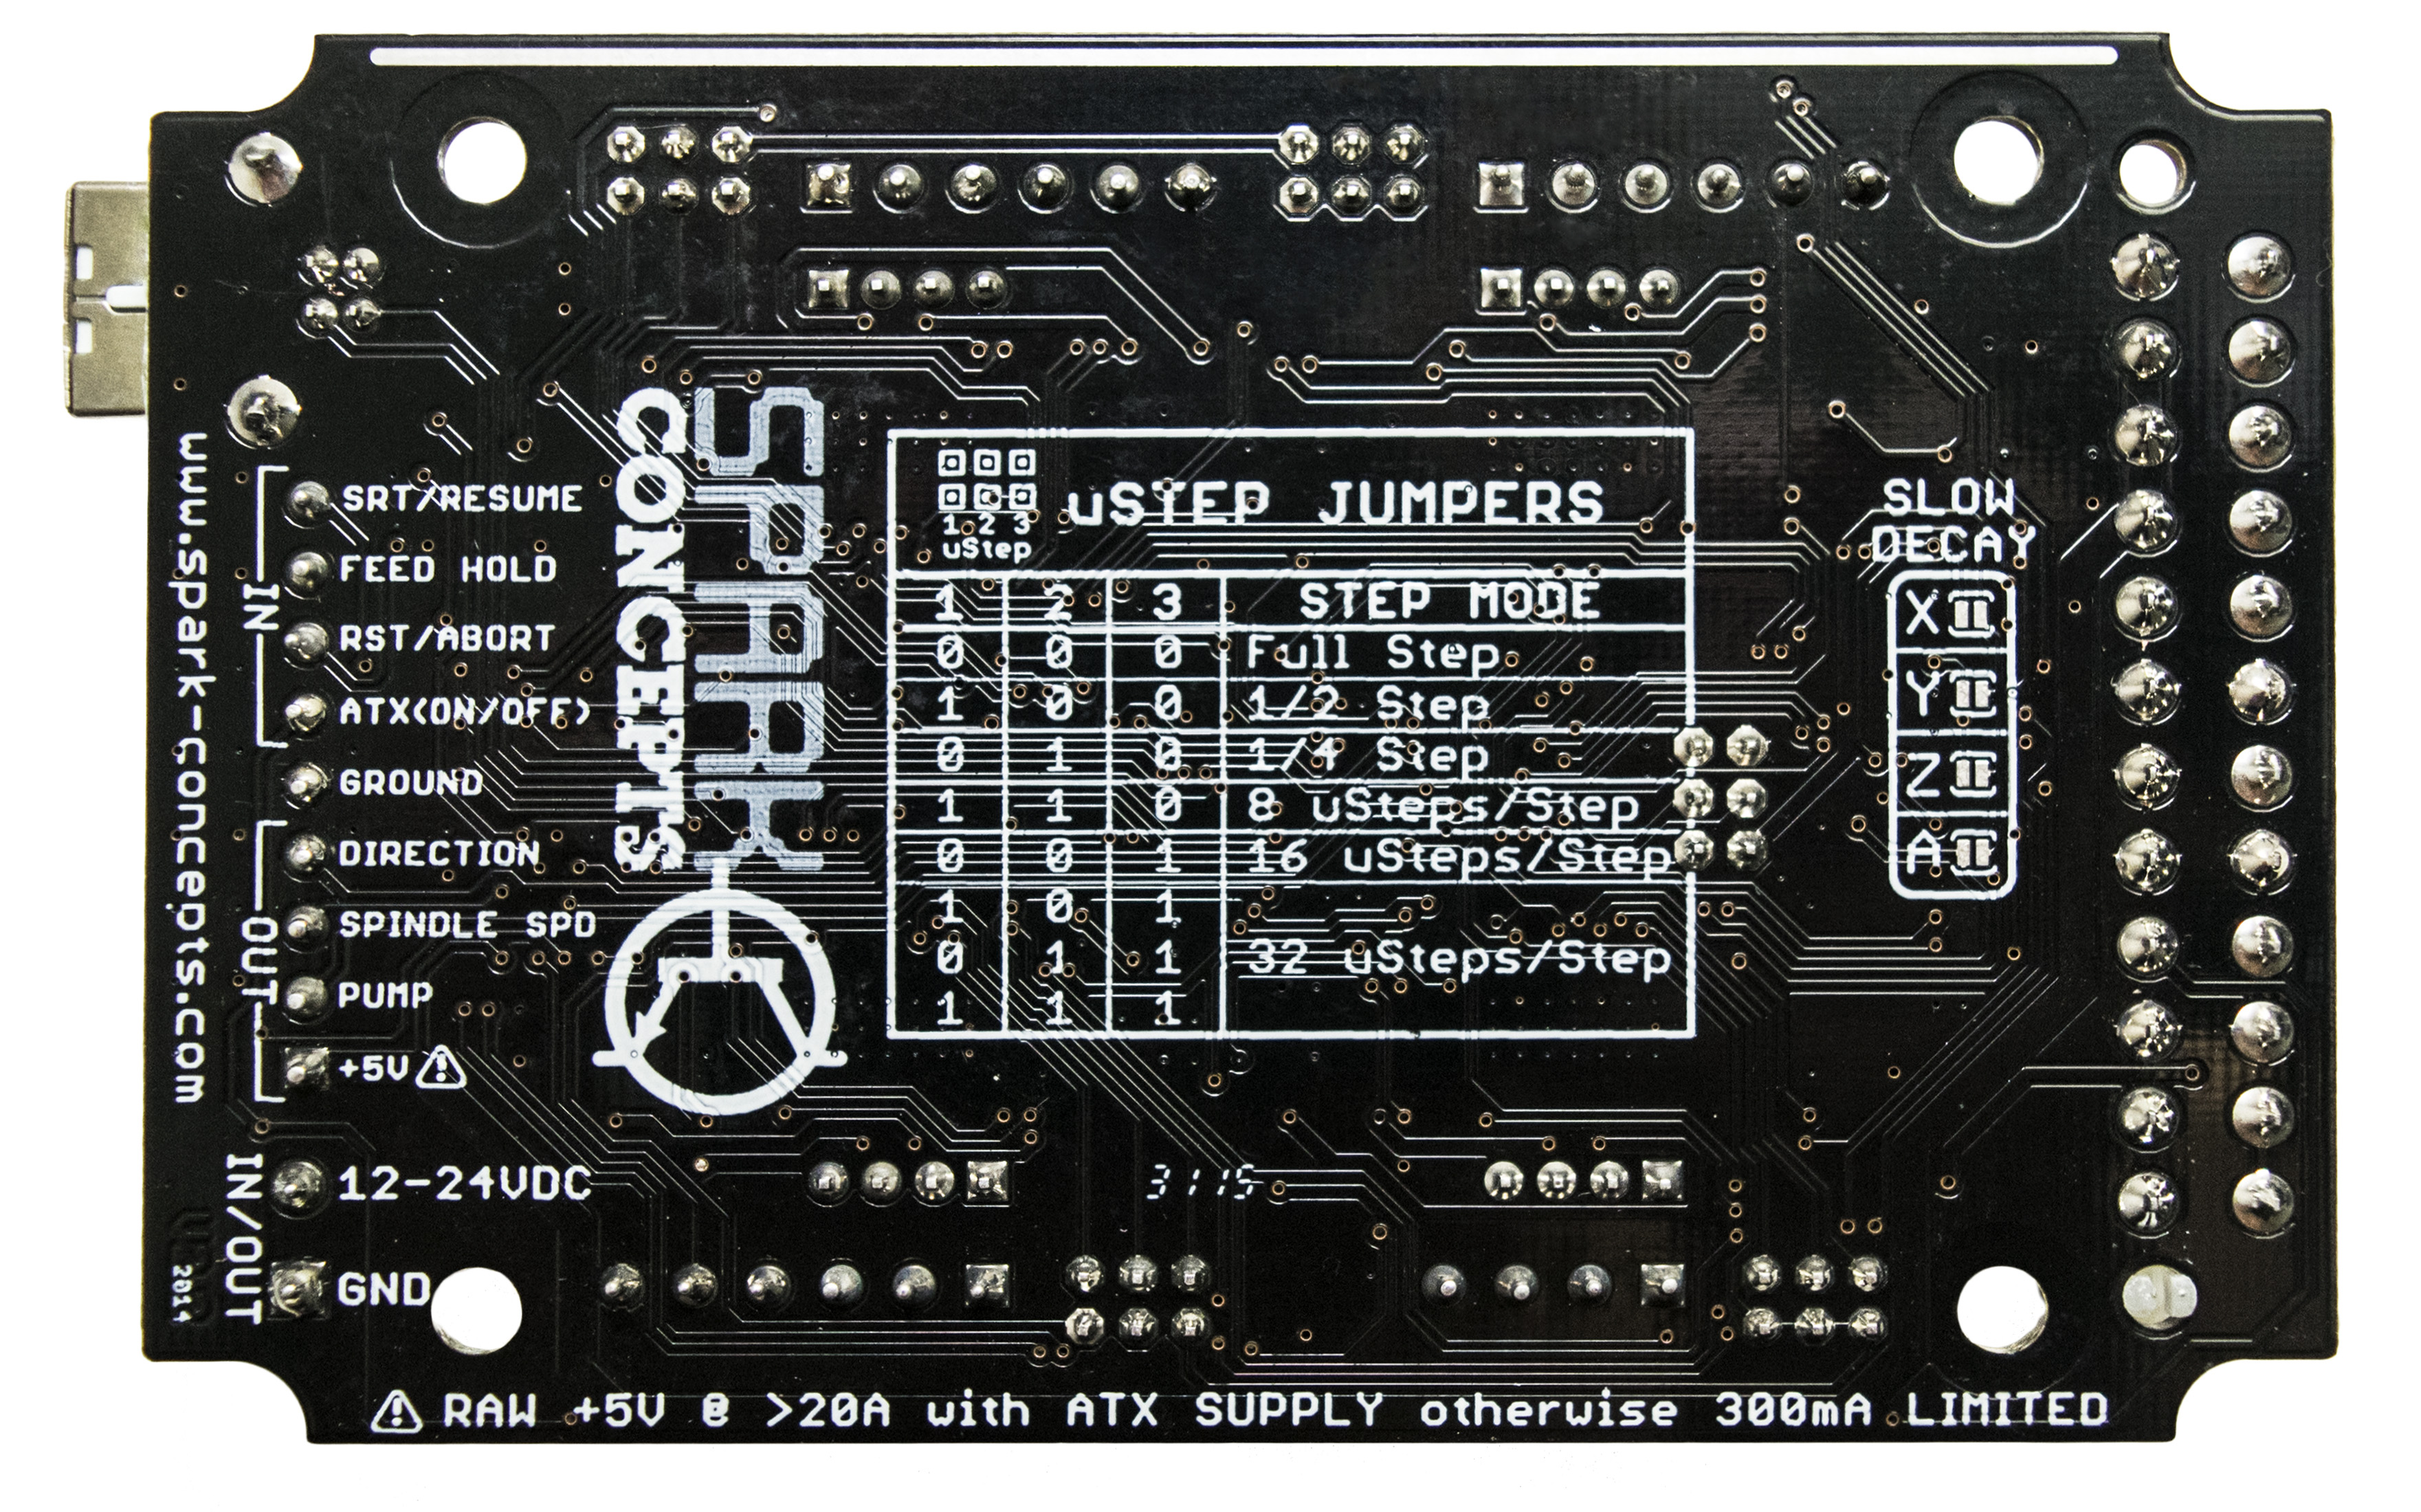 www.spark-concepts.com
IN
SRT/RESUME
FEED HOLD
RST/ABORT
ATX(ON/OFF)
GROUND
OUT
DIRECTION
SPINDLE SPD
PUMP
+5V
IN/OUT
12-24VDC
GND
2014
SPARK
CONCEPTS
1 2 3
uStep
uSTEP JUMPERS
1 2 3 STEP MODE
0 0 0 Full Step
1 0 0 1/2 Step
0 1 0 1/4 Step
1 1 0 8 uSteps/Step
0 0 1 16 uSteps/Step
1 0 1
0 1 1 32 uSteps/Step
1 1 1
SLOW
DECAY
X
Y
Z
A
3115
RAW +5V @ >20A with ATX SUPPLY otherwise 300mA LIMITED